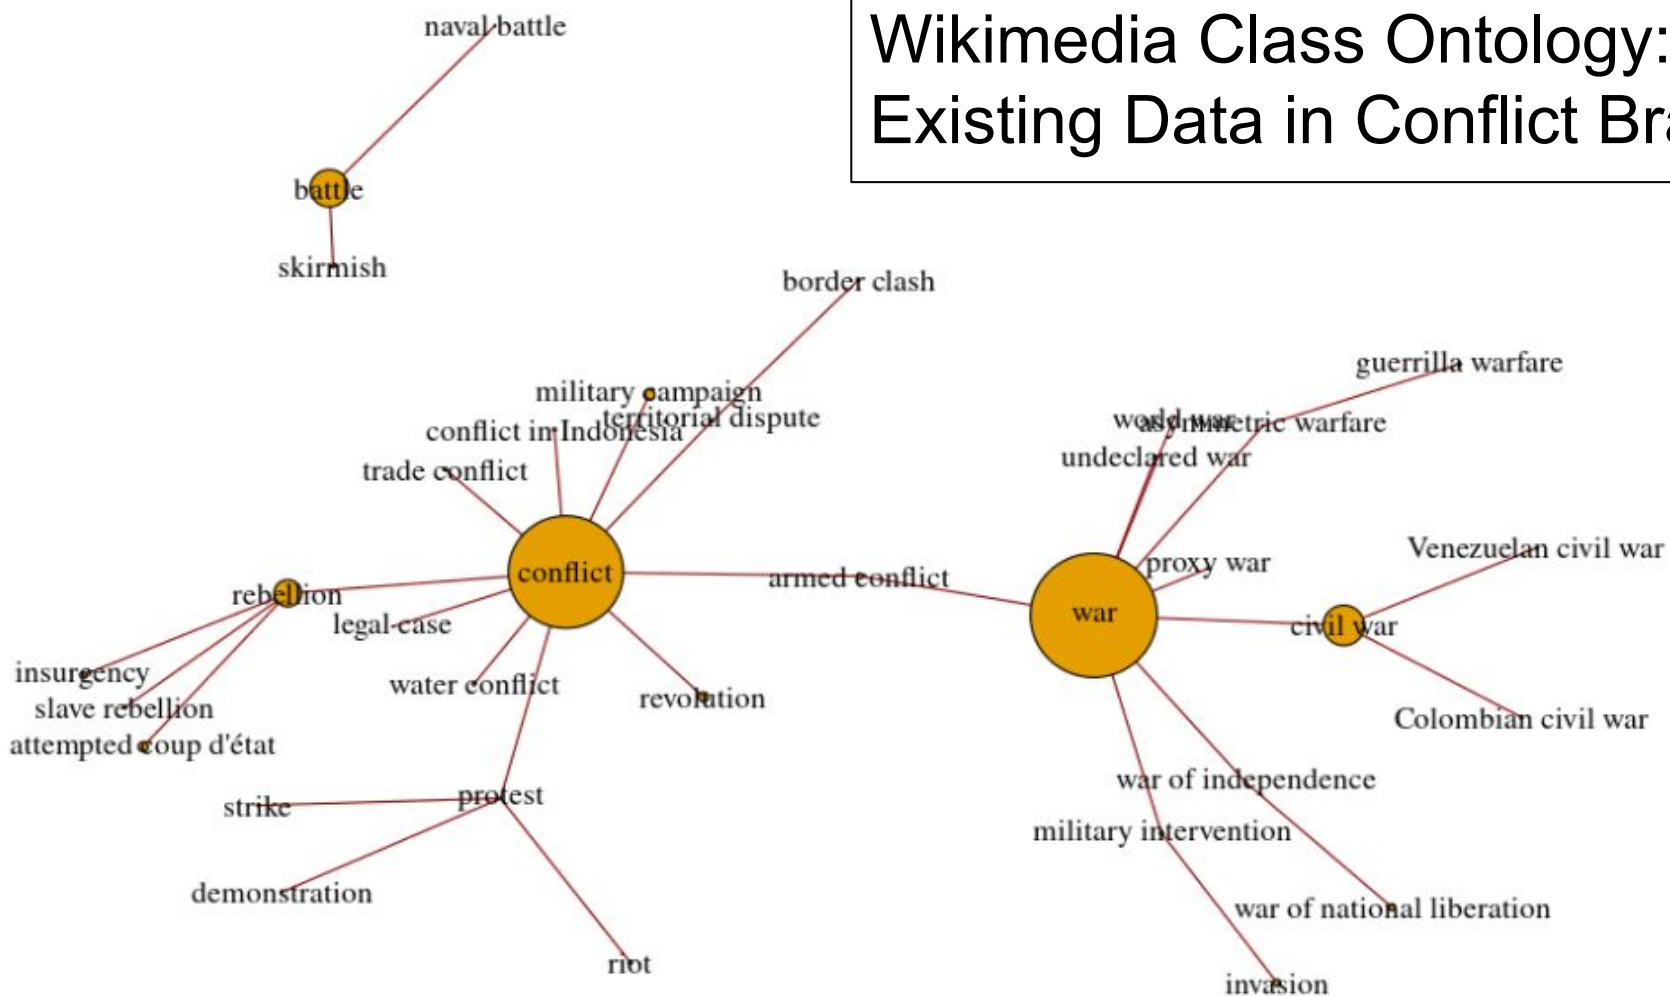 Wikimedia Class Ontology:
Existing Data in Conflict Bra
naval battle
battle
skirmish
border clash
military campaign
territorial dispute
conflict in Indonesia
trade conflict
conflict
rebellion
legal case
insurgency
slave rebellion
attempted coup d'état
water conflict
revolution
protest
strike
demonstration
riot
armed conflict
guerrilla warfare
world war
asymmetric warfare
undeclared war
proxy war
war
civil war
Venezuelan civil war
Colombian civil war
war of independence
military intervention
war of national liberation
invasion